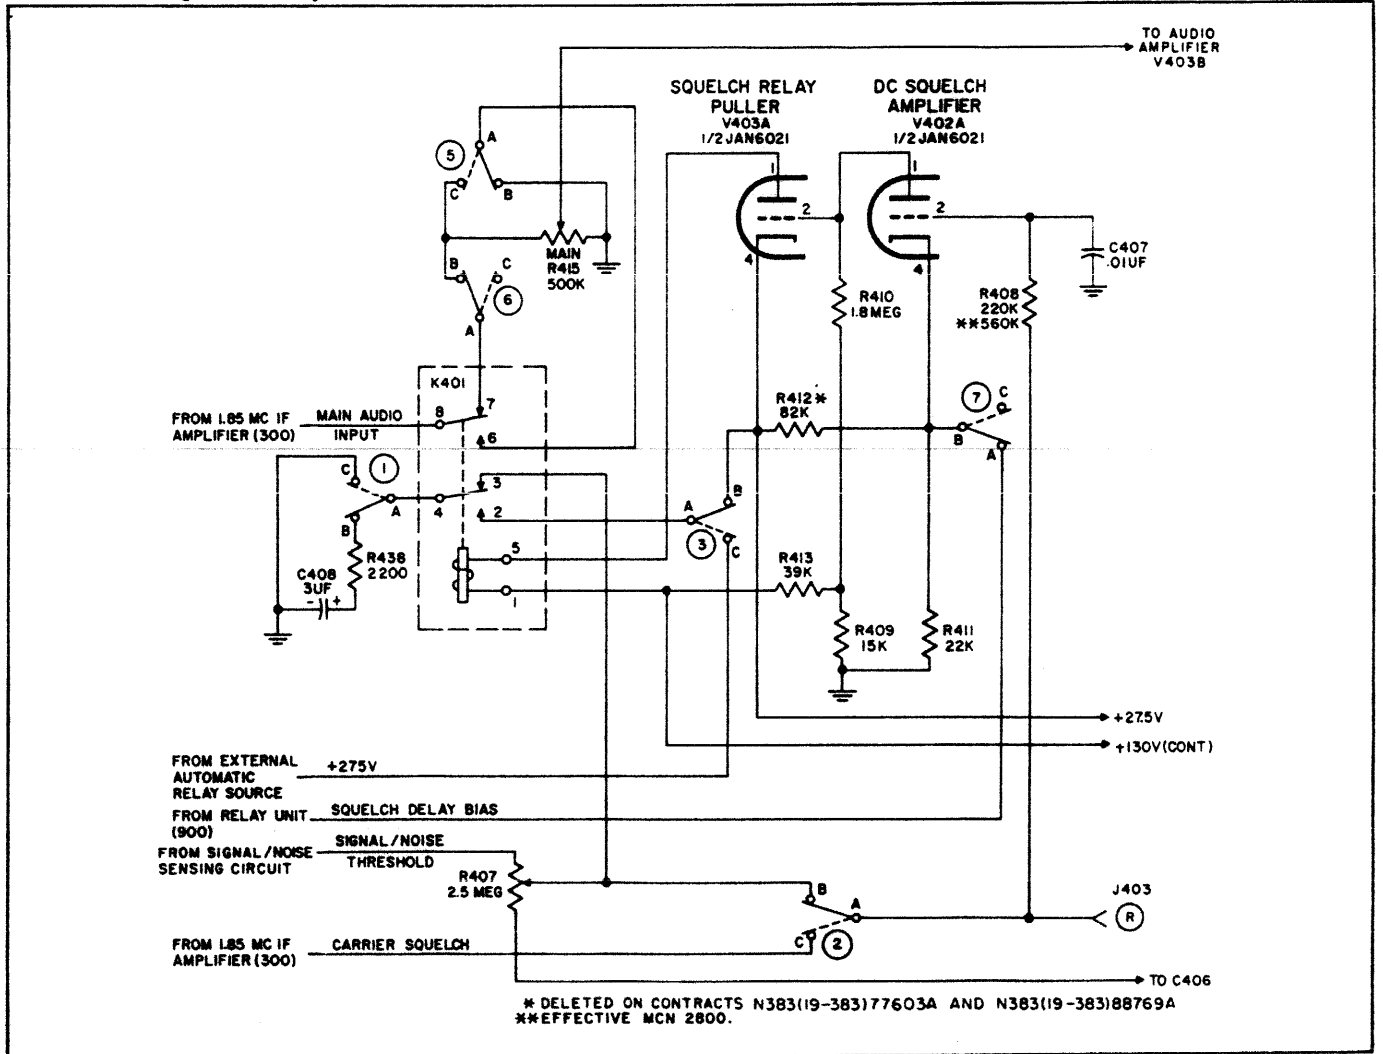 TO AUDIO
AMPLIFIER
V403B
SQUELCH RELAY
PULLER
V403A
1/2 JAN6021
DC SQUELCH
AMPLIFIER
V402A
1/2 JAN6021
5
A
C
B
1
2
4
1
2
4
MAIN
R415
500K
B
C
6
A
C407
.01UF
R410
1.8 MEG
R408
220K
**560K
K401
8
7
6
FROM 1.85 MC IF
AMPLIFIER (300)
MAIN AUDIO
INPUT
R412*
82K
7
C
B
A
C
1
A
B
4
3
2
A
B
3
C
C408
3UF
- +
R438
2200
5
1
R413
39K
R409
15K
R411
22K
+27.5V
+130V(CONT)
FROM EXTERNAL
AUTOMATIC
RELAY SOURCE
+275V
FROM RELAY UNIT
(900)
SQUELCH DELAY BIAS
FROM SIGNAL/NOISE
SENSING CIRCUIT
SIGNAL/NOISE
THRESHOLD
R407
2.5 MEG
B
A
C
2
J403
R
FROM 1.85 MC IF
AMPLIFIER (300)
CARRIER SQUELCH
TO C406
* DELETED ON CONTRACTS N383(19-383)77603A AND N383(19-383)88769A
**EFFECTIVE MCN 2800.